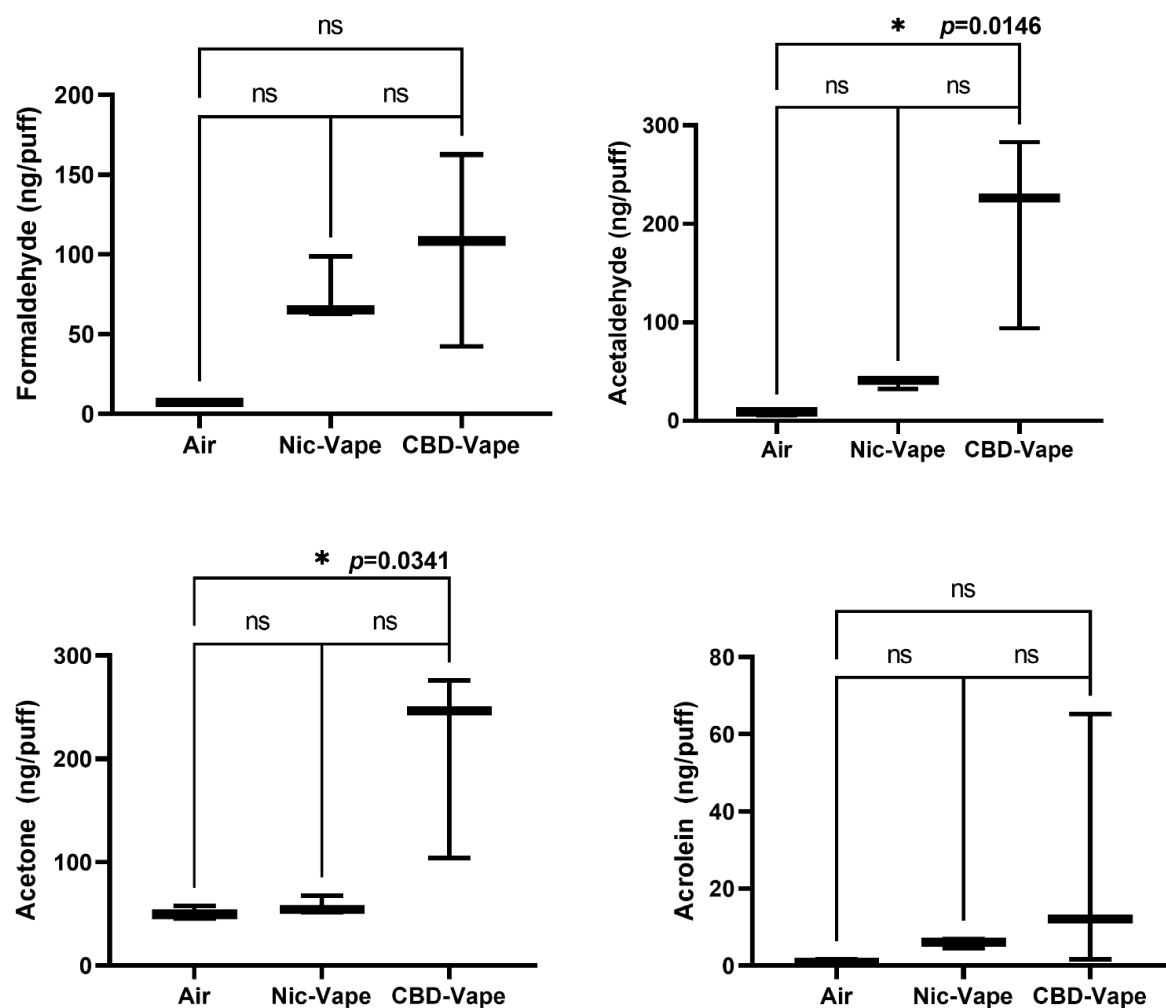 ns
ns ns
Formaldehyde (ng/puff)
200
150
100
50
0
Air Nic-Vape CBD-Vape
* p=0.0146
ns ns
Acetaldehyde (ng/puff)
300
200
100
0
Air Nic-Vape CBD-Vape
* p=0.0341
ns ns
Acetone (ng/puff)
300
200
100
0
Air Nic-Vape CBD-Vape
ns
ns ns
Acrolein (ng/puff)
80
60
40
20
0
Air Nic-Vape CBD-Vape